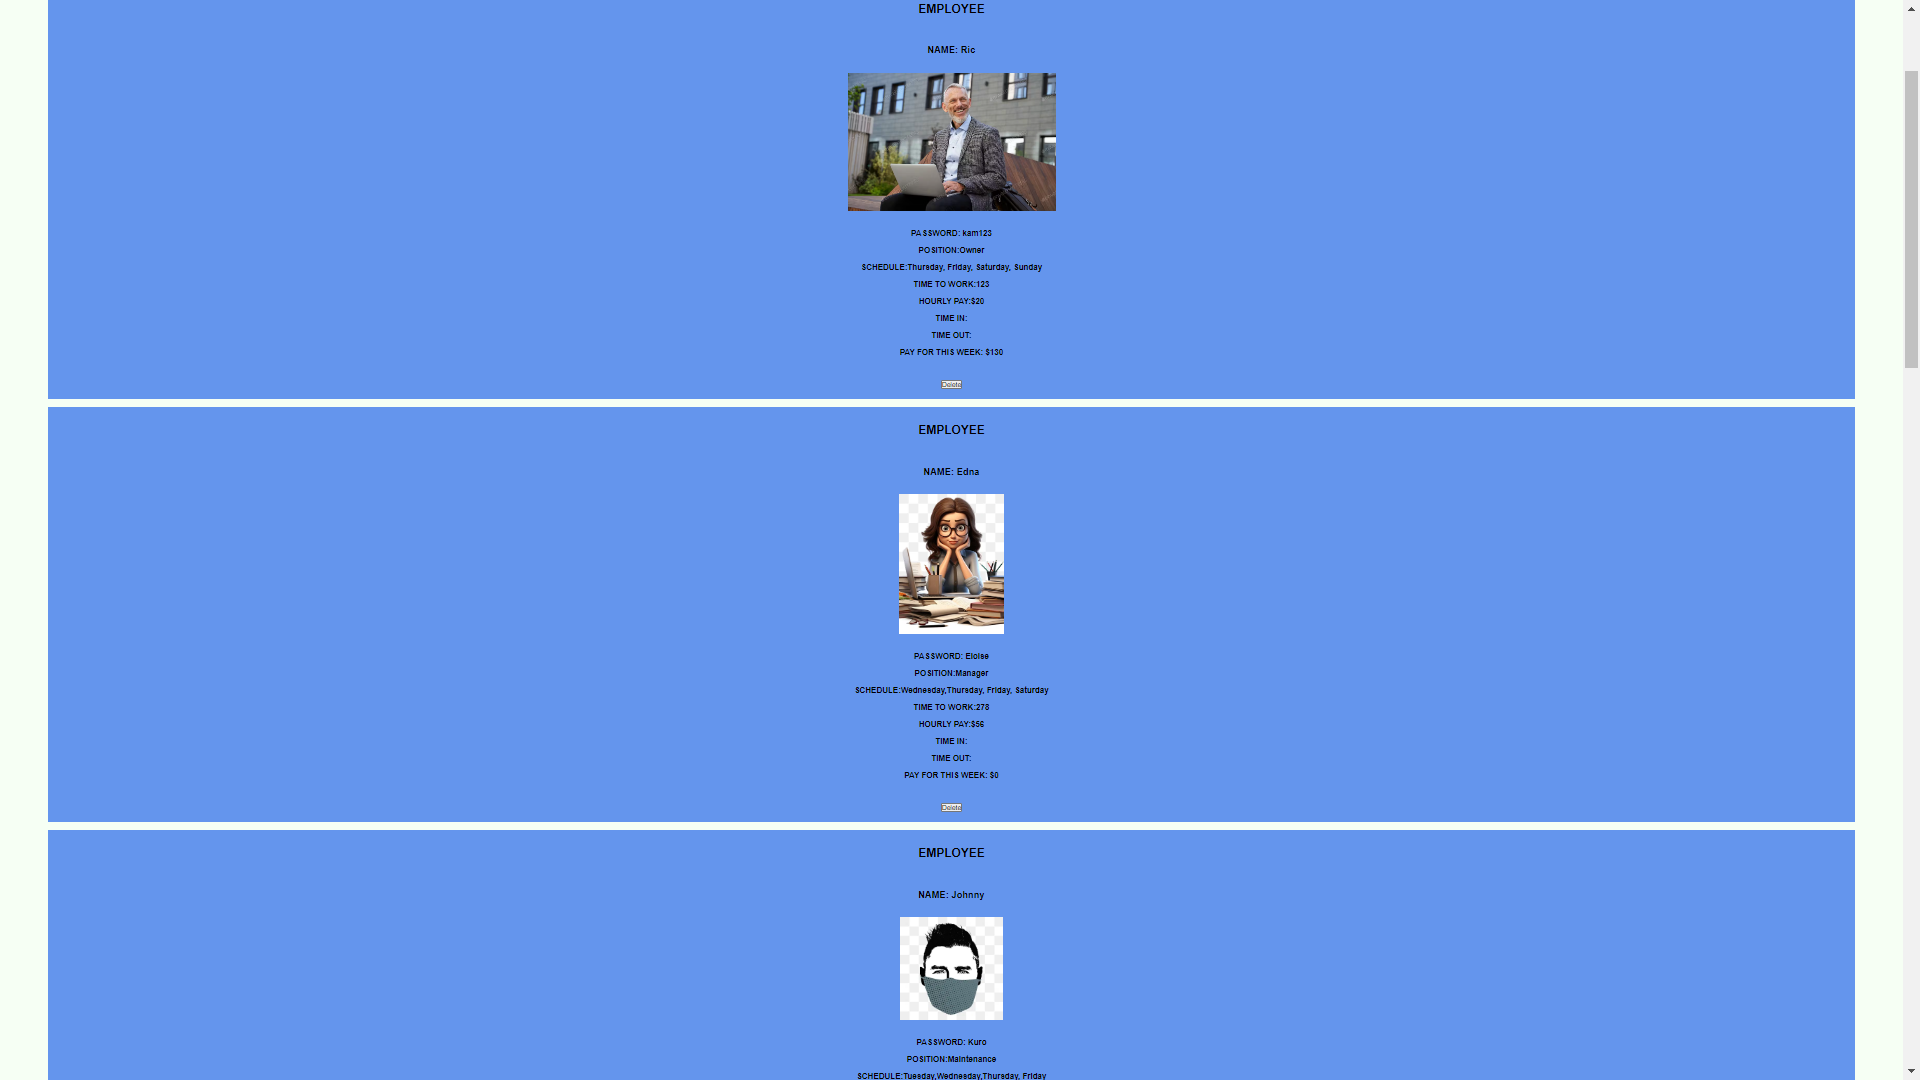 EMPLOYEE
NAME: Ric
PASSWORD: kam123
POSITION:Owner
SCHEDULE:Thursday, Friday, Saturday, Sunday
TIME TO WORK:123
HOURLY PAY:$20
TIME IN:
TIME OUT:
PAY FOR THIS WEEK: $130
Delete
EMPLOYEE
NAME: Edna
PASSWORD: Eloise
POSITION:Manager
SCHEDULE:Wednesday,Thursday, Friday, Saturday
TIME TO WORK:278
HOURLY PAY:$56
TIME IN:
TIME OUT:
PAY FOR THIS WEEK: $0
Delete
EMPLOYEE
NAME: Johnny
PASSWORD: Kuro
POSITION:Maintenance
SCHEDULE:Tuesday,Wednesday,Thursday, Friday